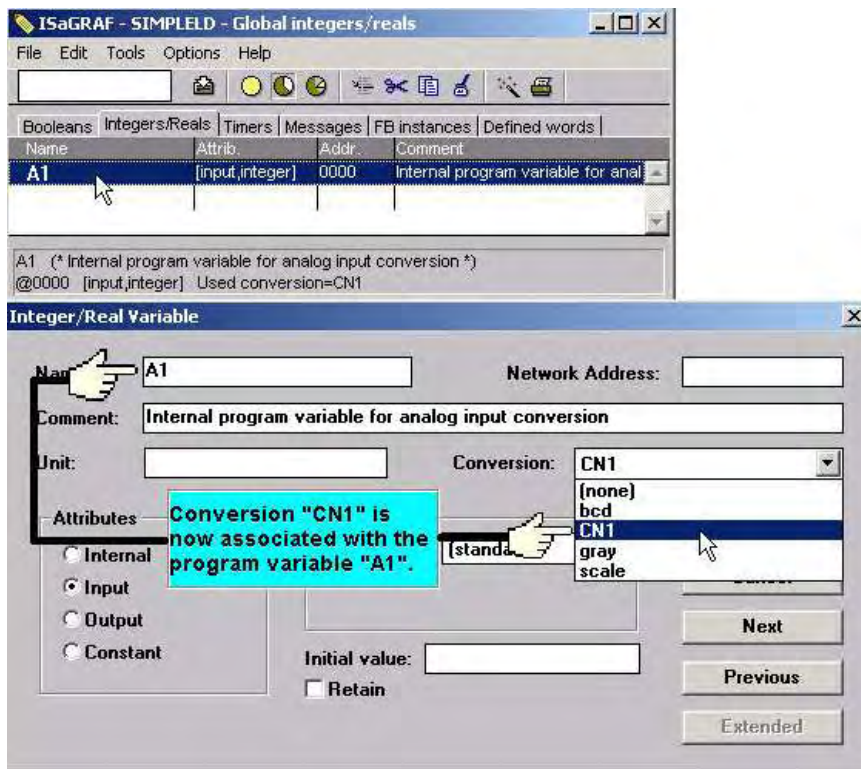 ISaGRAF - SIMPLELD - Global integers/reals
File Edit Tools Options Help
Booleans Integers/Reals Timers Messages FB instances Defined words
Name Attrib. Addr. Comment
A1 [input,integer] 0000 Internal program variable for anal
A1 (* Internal program variable for analog input conversion *)
@0000 [input,integer] Used conversion=CN1
Integer/Real Variable
A1 Network Address:
Comment: Internal program variable for analog input conversion
Unit: Conversion: CN1
(none)
bcd
CN1
gray
scale
Attributes
Conversion "CN1" is
now associated with the
program variable "A1".
Internal
Input
Output
Constant
Initial value:
Retain
Next
Previous
Extended